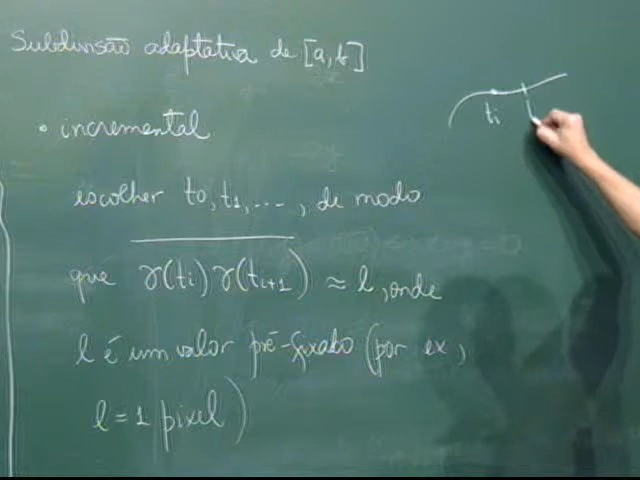 Subdivisão adaptativa de [a,b]
• incremental
escolher t0, t1, ..., de modo
que γ(ti)γ(ti+1) ≈ l, onde
l é um valor pré-fixado (por ex,
l = 1 pixel)
ti